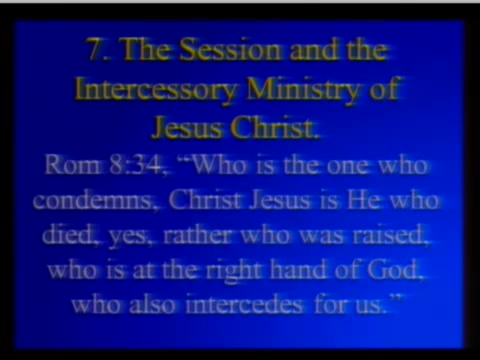 7. The Session and the
Intercessory Ministry of
Jesus Christ.
Rom 8:34, “Who is the one who
condemns, Christ Jesus is He who
died, yes, rather who was raised,
who is at the right hand of God,
who also intercedes for us.”